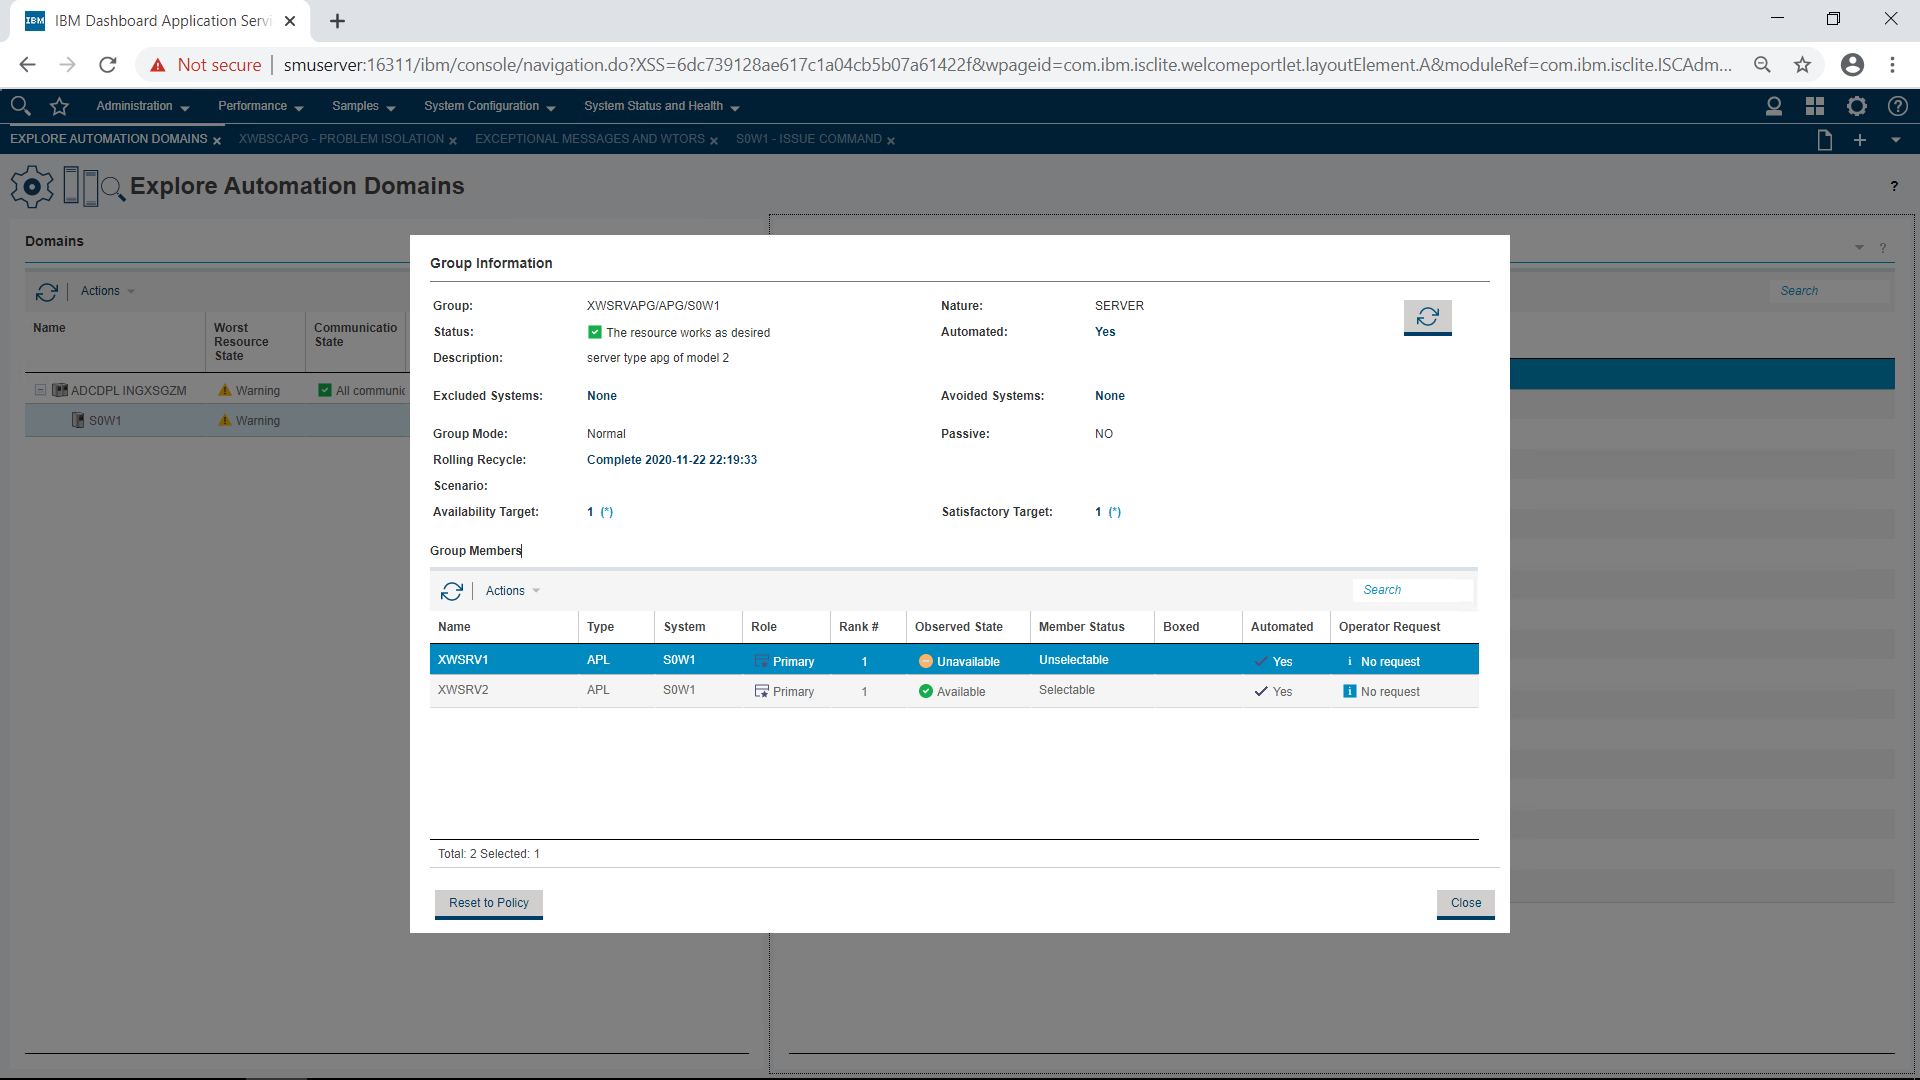 IBM IBM Dashboard Application Servi
Not secure smuserver:16311/ibm/console/navigation.do?XSS=6dc739128ae617c1a04cb5b07a61422f&wpageid=com.ibm.isclite.welcomeportlet.layoutElement.A&moduleRef=com.ibm.isclite.ISCAdm...
Administration Performance Samples System Configuration System Status and Health
EXPLORE AUTOMATION DOMAINS XWBSCAPG - PROBLEM ISOLATION EXCEPTIONAL MESSAGES AND WTORS S0W1 - ISSUE COMMAND
Explore Automation Domains ?
Domains ?
Actions Search
Name Worst Resource State Communicatio State
ADCDPL INGXSGZM Warning All communic
S0W1 Warning
Group Information
Group: XWSRVAPG/APG/S0W1 Nature: SERVER
Status: The resource works as desired Automated: Yes
Description: server type apg of model 2
Excluded Systems: None Avoided Systems: None
Group Mode: Normal Passive: NO
Rolling Recycle: Complete 2020-11-22 22:19:33
Scenario:
Availability Target: 1 (*) Satisfactory Target: 1 (*)
Group Members
Actions Search
Name Type System Role Rank # Observed State Member Status Boxed Automated Operator Request
XWSRV1 APL S0W1 Primary 1 Unavailable Unselectable Yes i No request
XWSRV2 APL S0W1 Primary 1 Available Selectable Yes i No request
Total: 2 Selected: 1
Reset to Policy Close